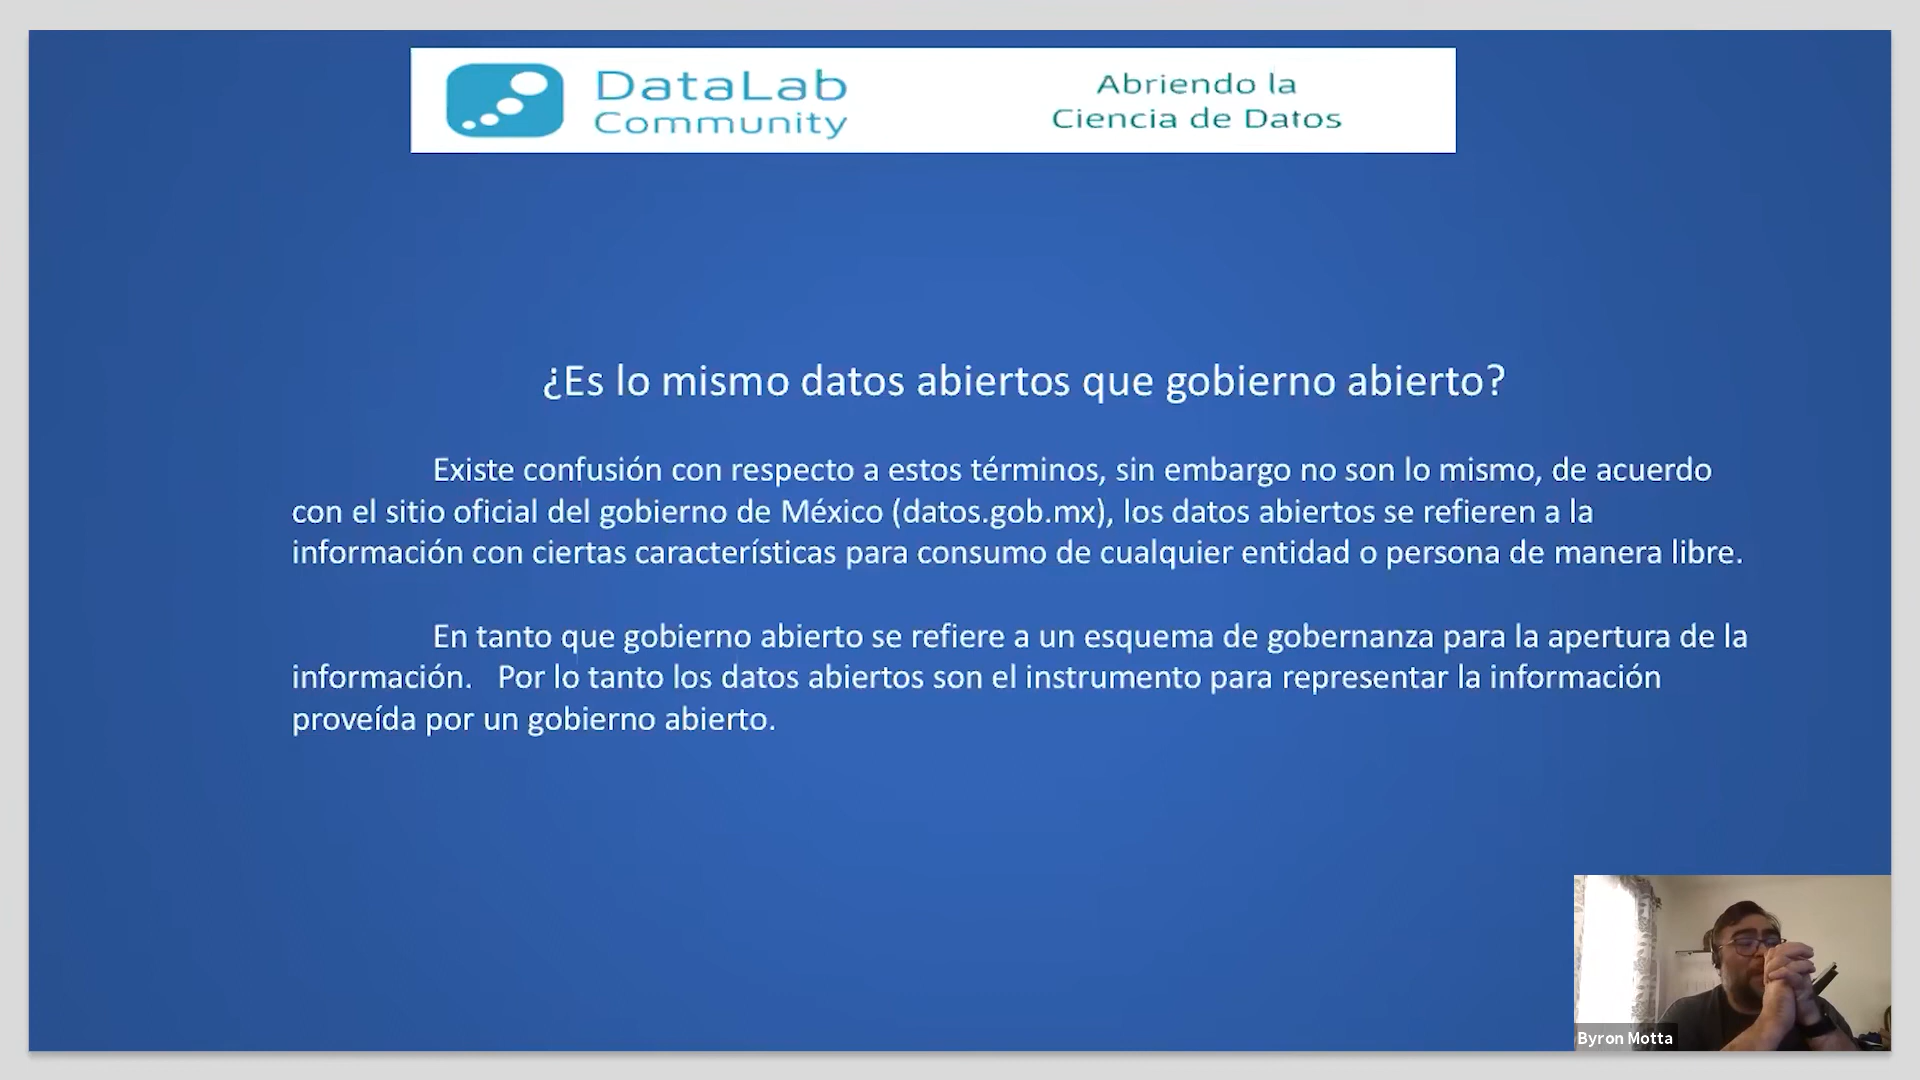 DataLab
Community
Abriendo la
Ciencia de Datos
¿Es lo mismo datos abiertos que gobierno abierto?
Existe confusión con respecto a estos términos, sin embargo no son lo mismo, de acuerdo
con el sitio oficial del gobierno de México (datos.gob.mx), los datos abiertos se refieren a la
información con ciertas características para consumo de cualquier entidad o persona de manera libre.
En tanto que gobierno abierto se refiere a un esquema de gobernanza para la apertura de la
información.   Por lo tanto los datos abiertos son el instrumento para representar la información
proveída por un gobierno abierto.
Byron Motta